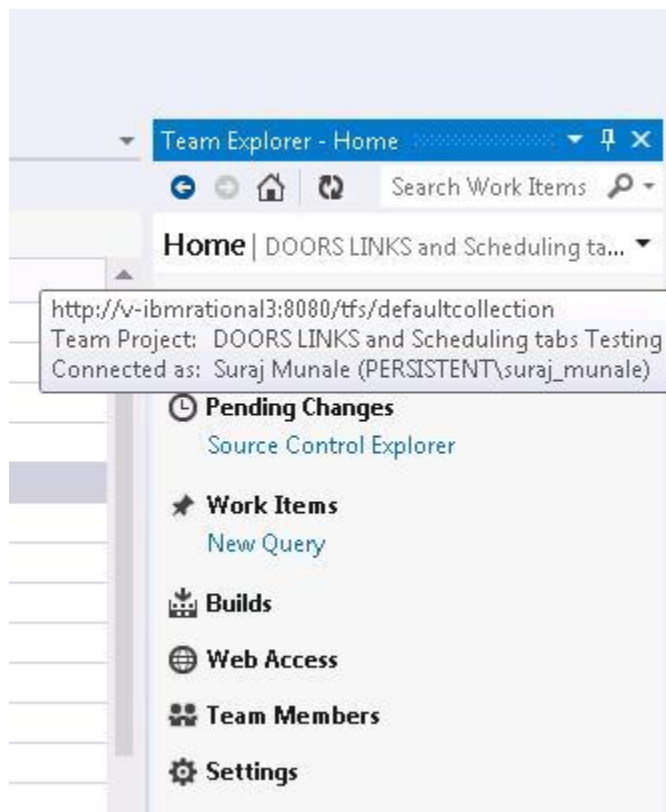 Team Explorer - Home
Search Work Items
Home | DOORS LINKS and Scheduling ta...
http://v-ibmrational3:8080/tfs/defaultcollection
Team Project: DOORS LINKS and Scheduling tabs Testing
Connected as: Suraj Munale (PERSISTENT\suraj_munale)
Pending Changes
Source Control Explorer
Work Items
New Query
Builds
Web Access
Team Members
Settings